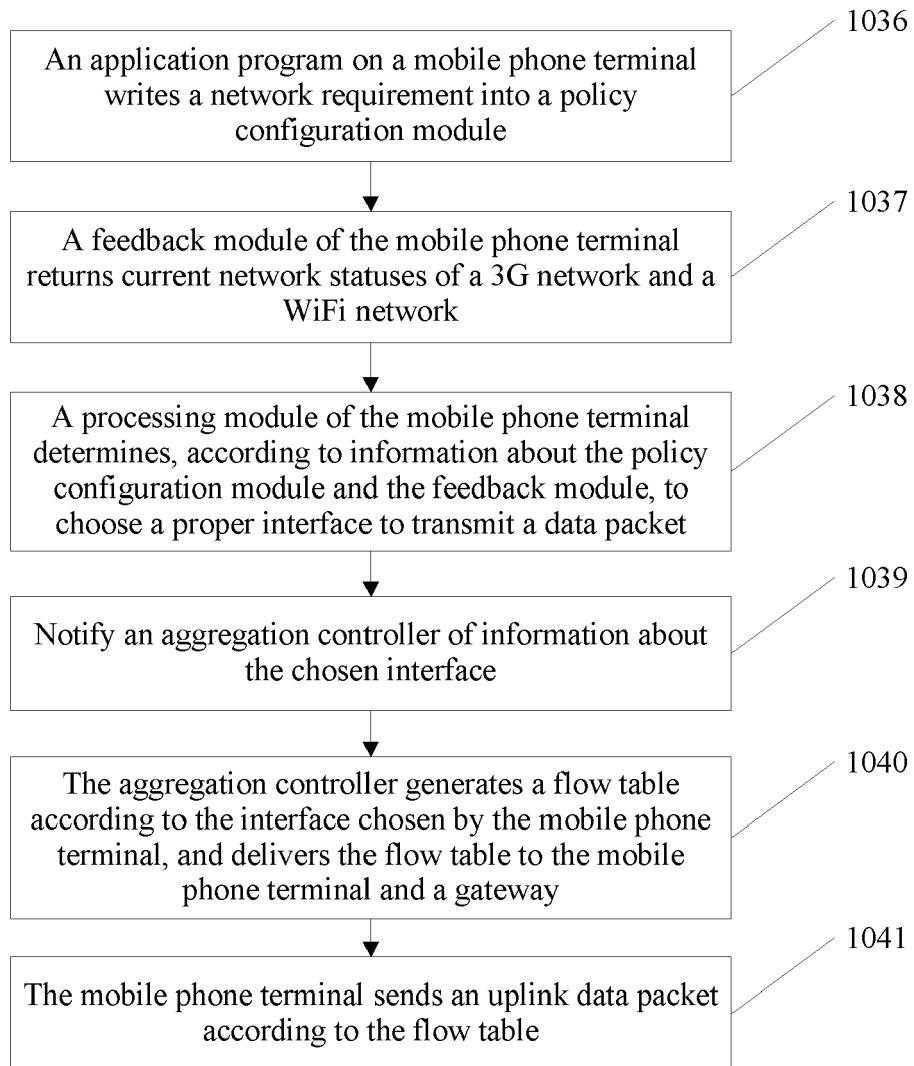 1036
An application program on a mobile phone terminal
writes a network requirement into a policy
configuration module
1037
A feedback module of the mobile phone terminal
returns current network statuses of a 3G network and a
WiFi network
1038
A processing module of the mobile phone terminal
determines, according to information about the policy
configuration module and the feedback module, to
choose a proper interface to transmit a data packet
1039
Notify an aggregation controller of information about
the chosen interface
1040
The aggregation controller generates a flow table
according to the interface chosen by the mobile phone
terminal, and delivers the flow table to the mobile
phone terminal and a gateway
1041
The mobile phone terminal sends an uplink data packet
according to the flow table